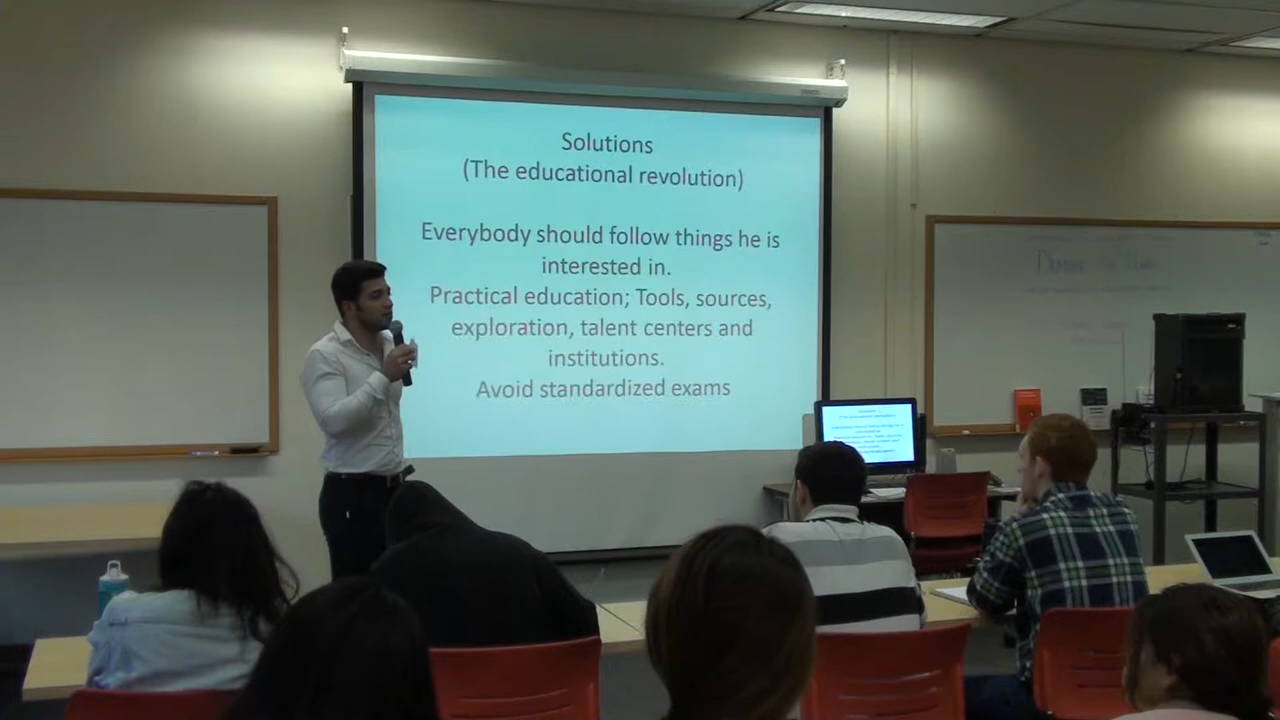 Solutions
(The educational revolution)
Everybody should follow things he is
interested in.
Practical education; Tools, sources,
exploration, talent centers and
institutions.
Avoid standardized exams